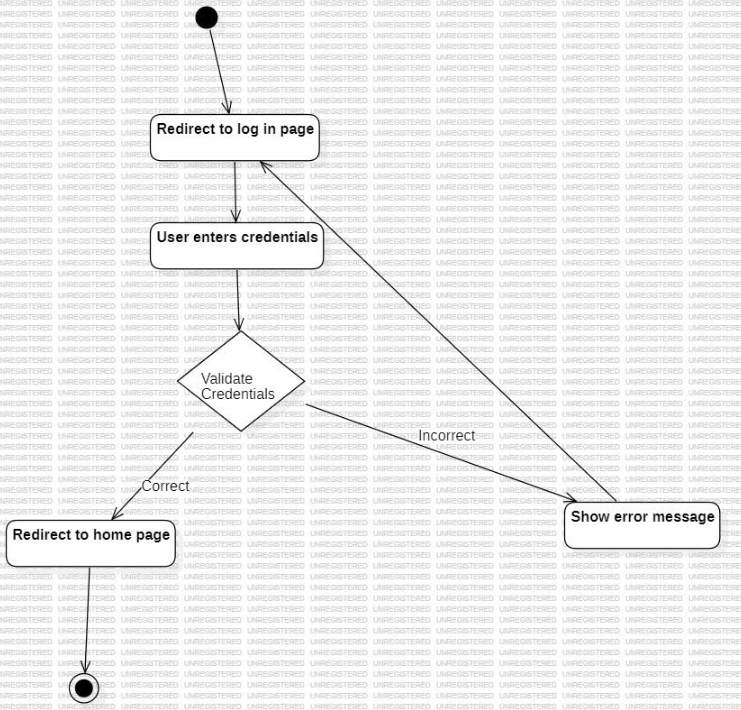 Redirect to log in page
User enters credentials
Validate
Credentials
Incorrect
Correct
Show error message
Redirect to home page
UNREGISTERED